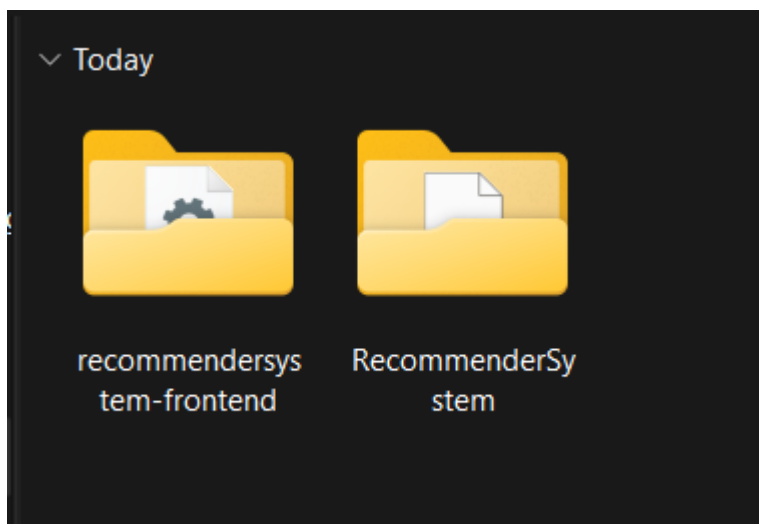 Today
recommendersys
tem-frontend
RecommenderSy
stem